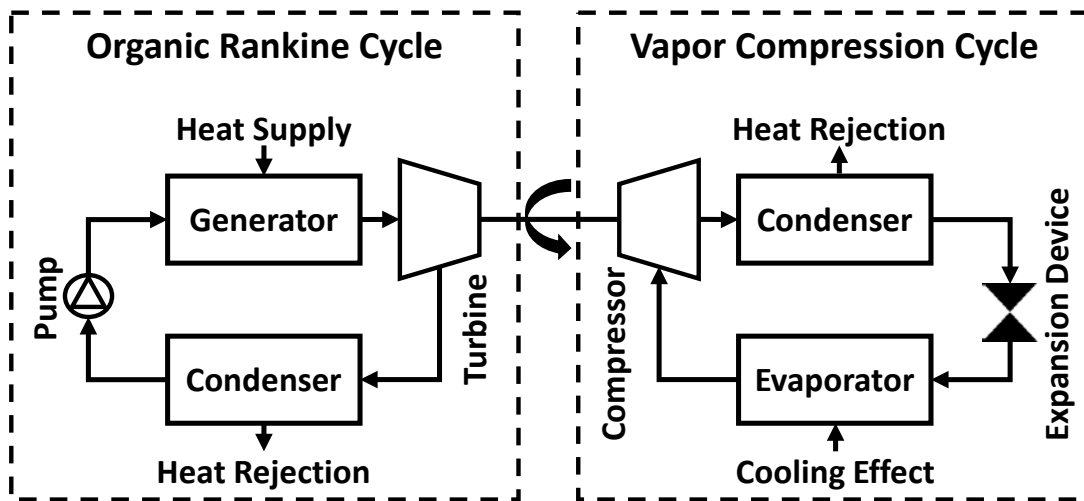 Organic Rankine Cycle
Vapor Compression Cycle
Heat Supply
Heat Rejection
Generator
Condenser
Pump
Turbine
Compressor
Expansion Device
Condenser
Evaporator
Heat Rejection
Cooling Effect